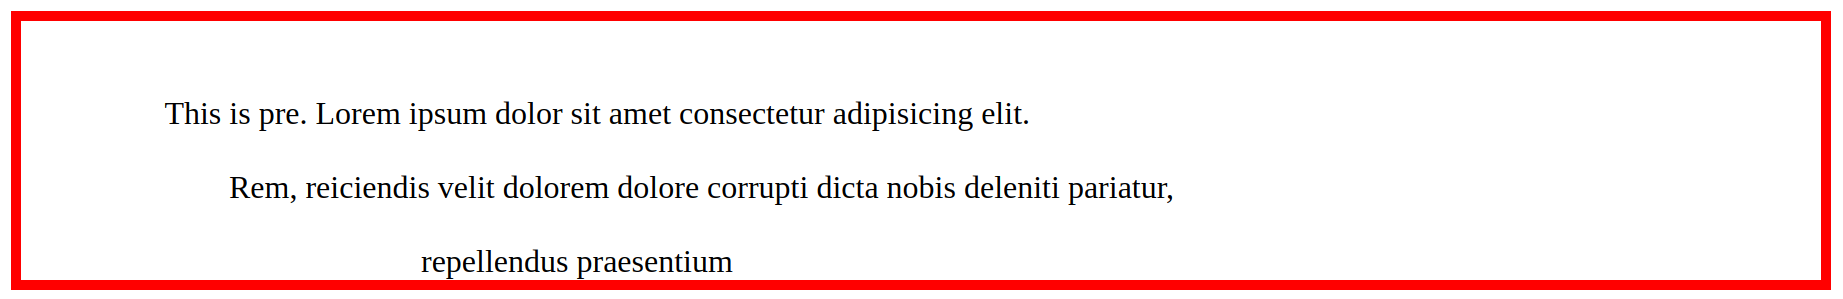 This is pre. Lorem ipsum dolor sit amet consectetur adipisicing elit.
Rem, reiciendis velit dolorem dolore corrupti dicta nobis deleniti pariatur,
repellendus praesentium